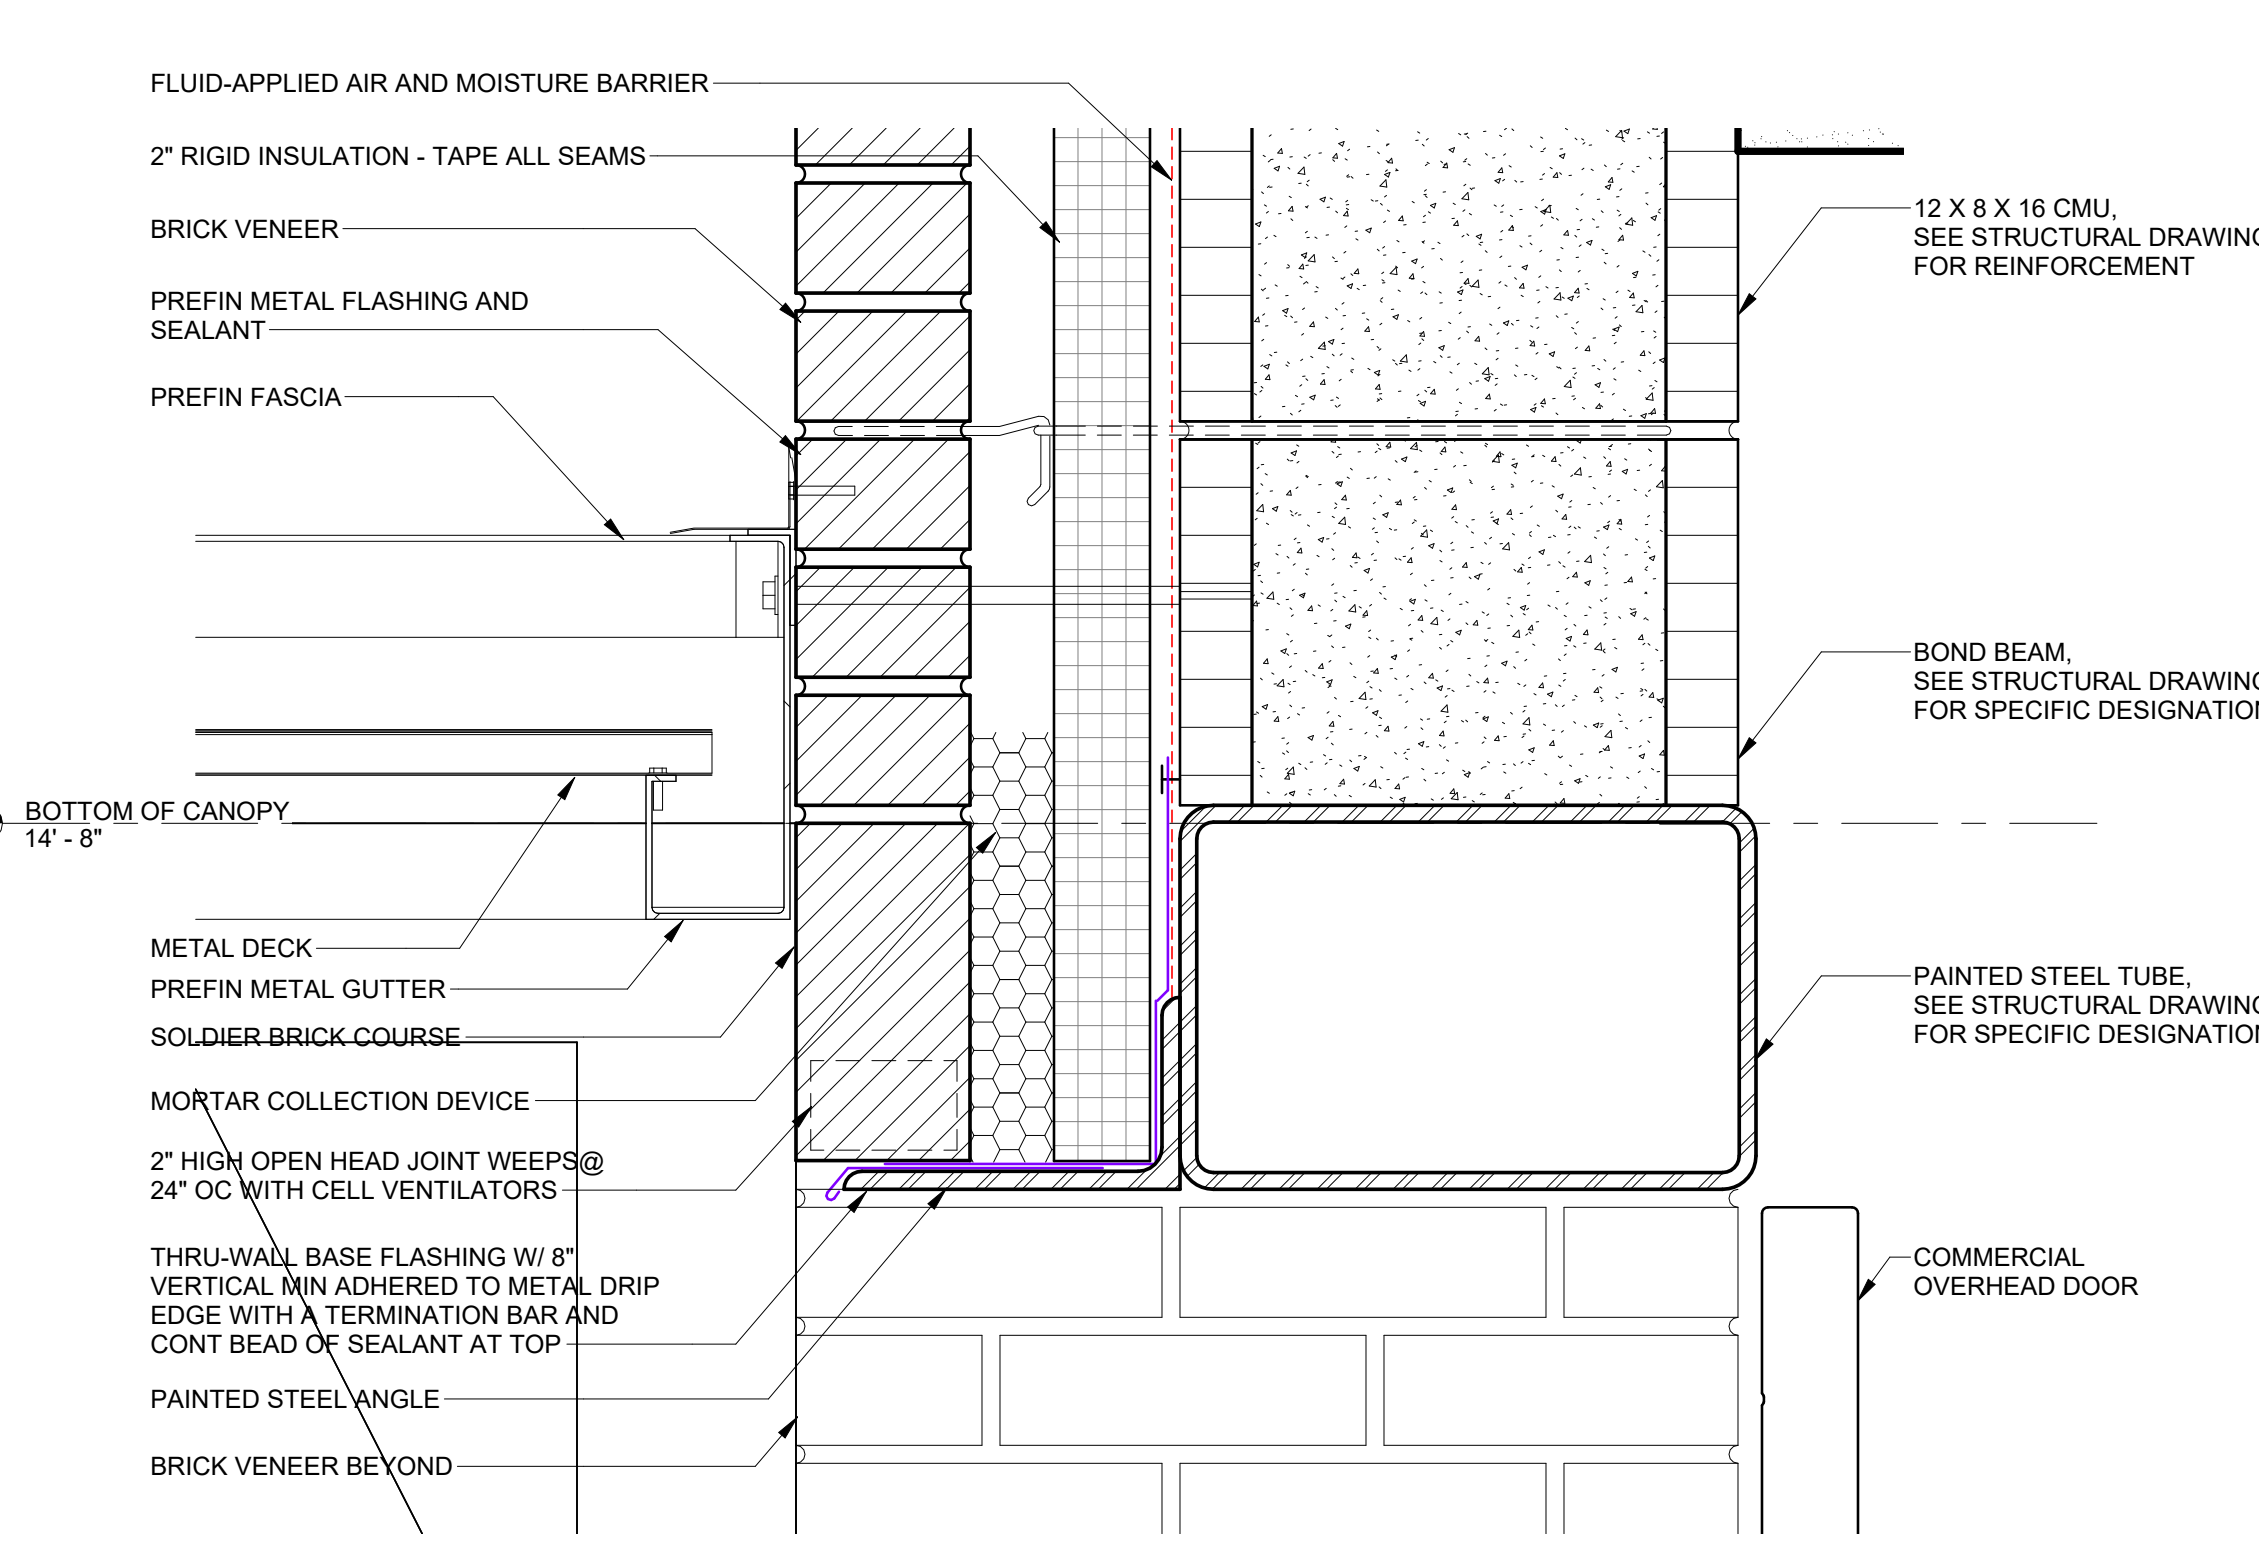 FLUID-APPLIED AIR AND MOISTURE BARRIER
2" RIGID INSULATION - TAPE ALL SEAMS
BRICK VENEER
PREFIN METAL FLASHING AND
SEALANT
PREFIN FASCIA
BOTTOM OF CANOPY
14' - 8"
METAL DECK
PREFIN METAL GUTTER
SOLDIER BRICK COURSE
MORTAR COLLECTION DEVICE
2" HIGH OPEN HEAD JOINT WEEPS@
24" OC WITH CELL VENTILATORS
THRU-WALL BASE FLASHING W/ 8"
VERTICAL MIN ADHERED TO METAL DRIP
EDGE WITH A TERMINATION BAR AND
CONT BEAD OF SEALANT AT TOP
PAINTED STEEL ANGLE
BRICK VENEER BEYOND
12 X 8 X 16 CMU,
SEE STRUCTURAL
FOR REINFORCEMENT
BOND BEAM,
SEE STRUCTURAL
FOR SPECIFIC
PAINTED STEEL TUBE,
SEE STRUCTURAL
FOR SPECIFIC
COMMERCIAL
OVERHEAD DOOR